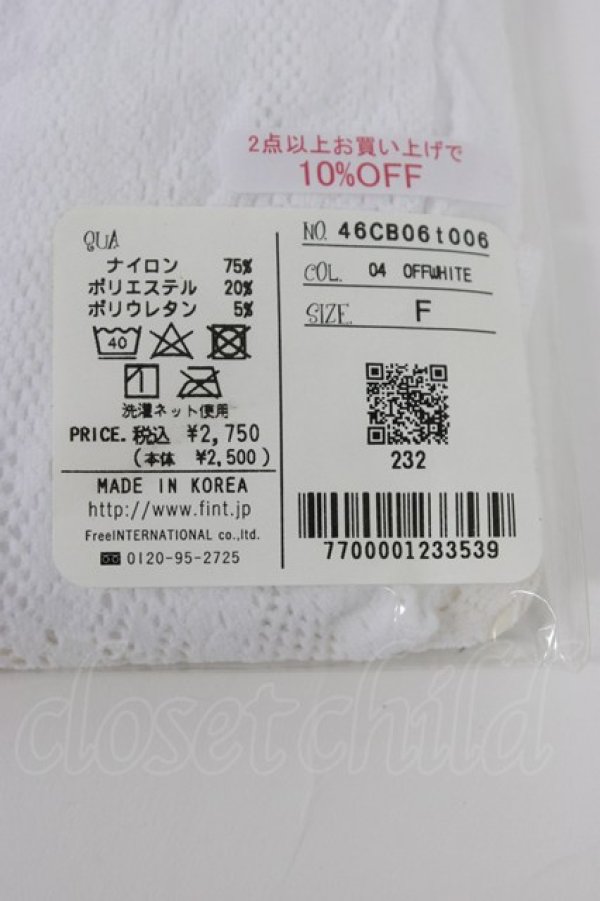 2点以上お買い上げで
10%OFF
QUA
ナイロン 75%
ポリエステル 20%
ポリウレタン 5%
40
洗濯ネット使用
PRICE. 税込 ¥2,750
(本体 ¥2,500)
MADE IN KOREA
http://www.fint.jp
FreeINTERNATIONAL co.,ltd.
0120-95-2725
NO. 46CB06t006
COL. 04 OFFWHITE
SIZE. F
232
7700001233539
closet child